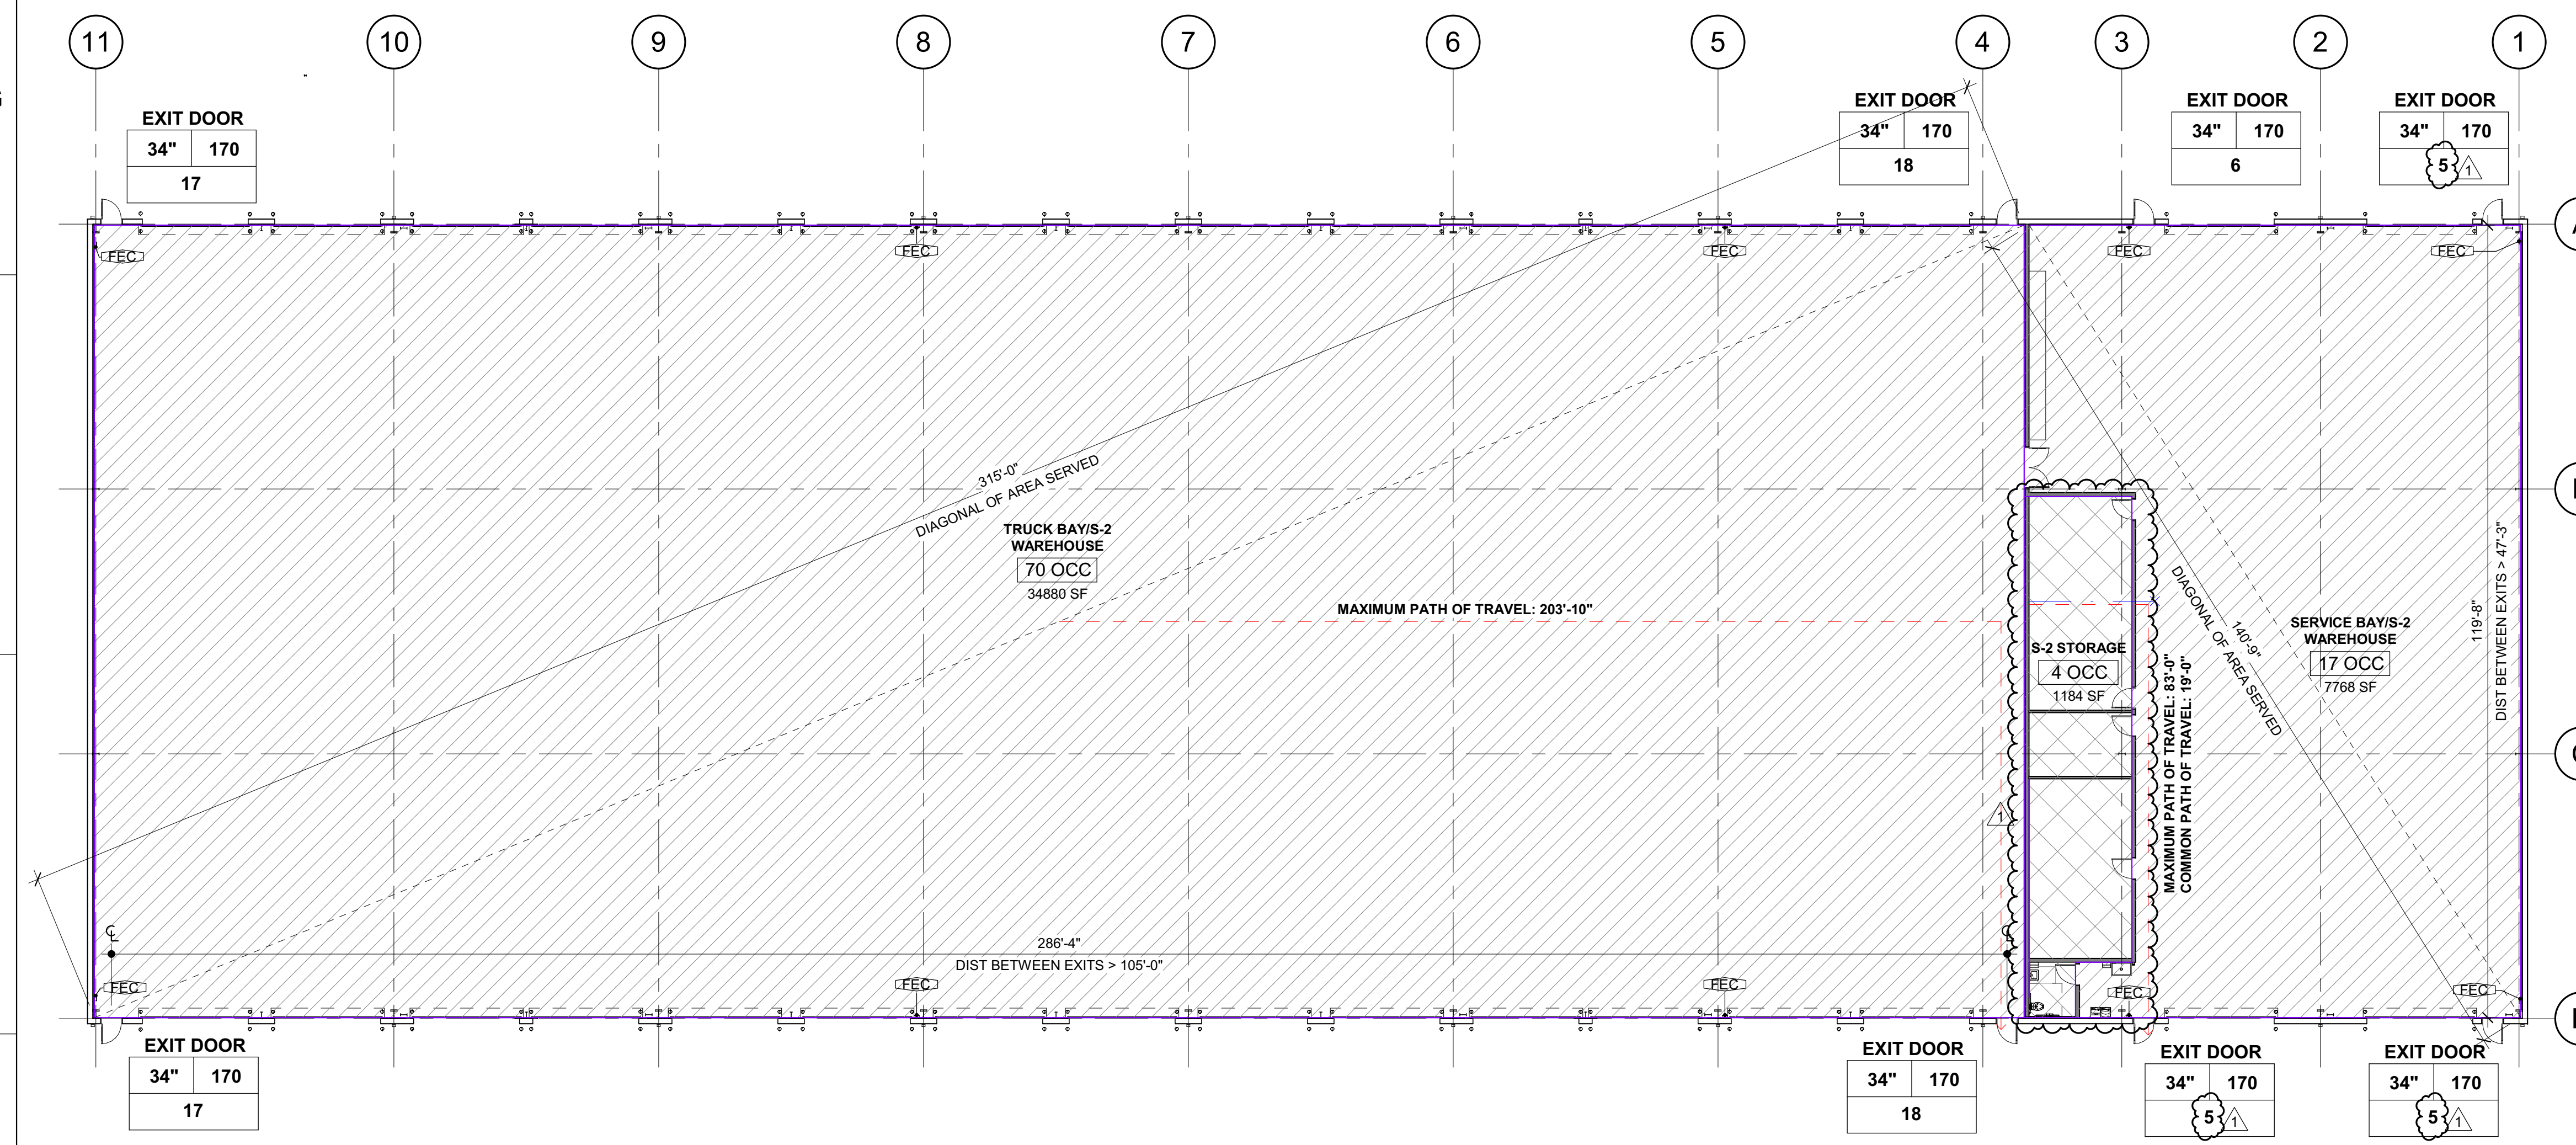 11
10
9
8
7
6
5
4
3
2
1
EXIT DOOR
34" 170
17
EXIT DOOR
34" 170
18
EXIT DOOR
34" 170
6
EXIT DOOR
34" 170
5 1
FEC
FEC
FEC
FEC
FEC
315'-0"
DIAGONAL OF AREA SERVED
TRUCK BAY/S-2
WAREHOUSE
70 OCC
34880 SF
MAXIMUM PATH OF TRAVEL: 203'-10"
S-2 STORAGE
4 OCC
1184 SF
1
MAXIMUM PATH OF TRAVEL: 83'-0"
COMMON PATH OF TRAVEL: 19'-0"
140'-9"
DIAGONAL OF AREA SERVED
SERVICE BAY/S-2
WAREHOUSE
17 OCC
7768 SF
119'-8"
DIST BETWEEN EXITS > 47'-3"
286'-4"
DIST BETWEEN EXITS > 105'-0"
FEC
FEC
FEC
FEC
FEC
EXIT DOOR
34" 170
17
EXIT DOOR
34" 170
18
EXIT DOOR
34" 170
5 1
EXIT DOOR
34" 170
5 1